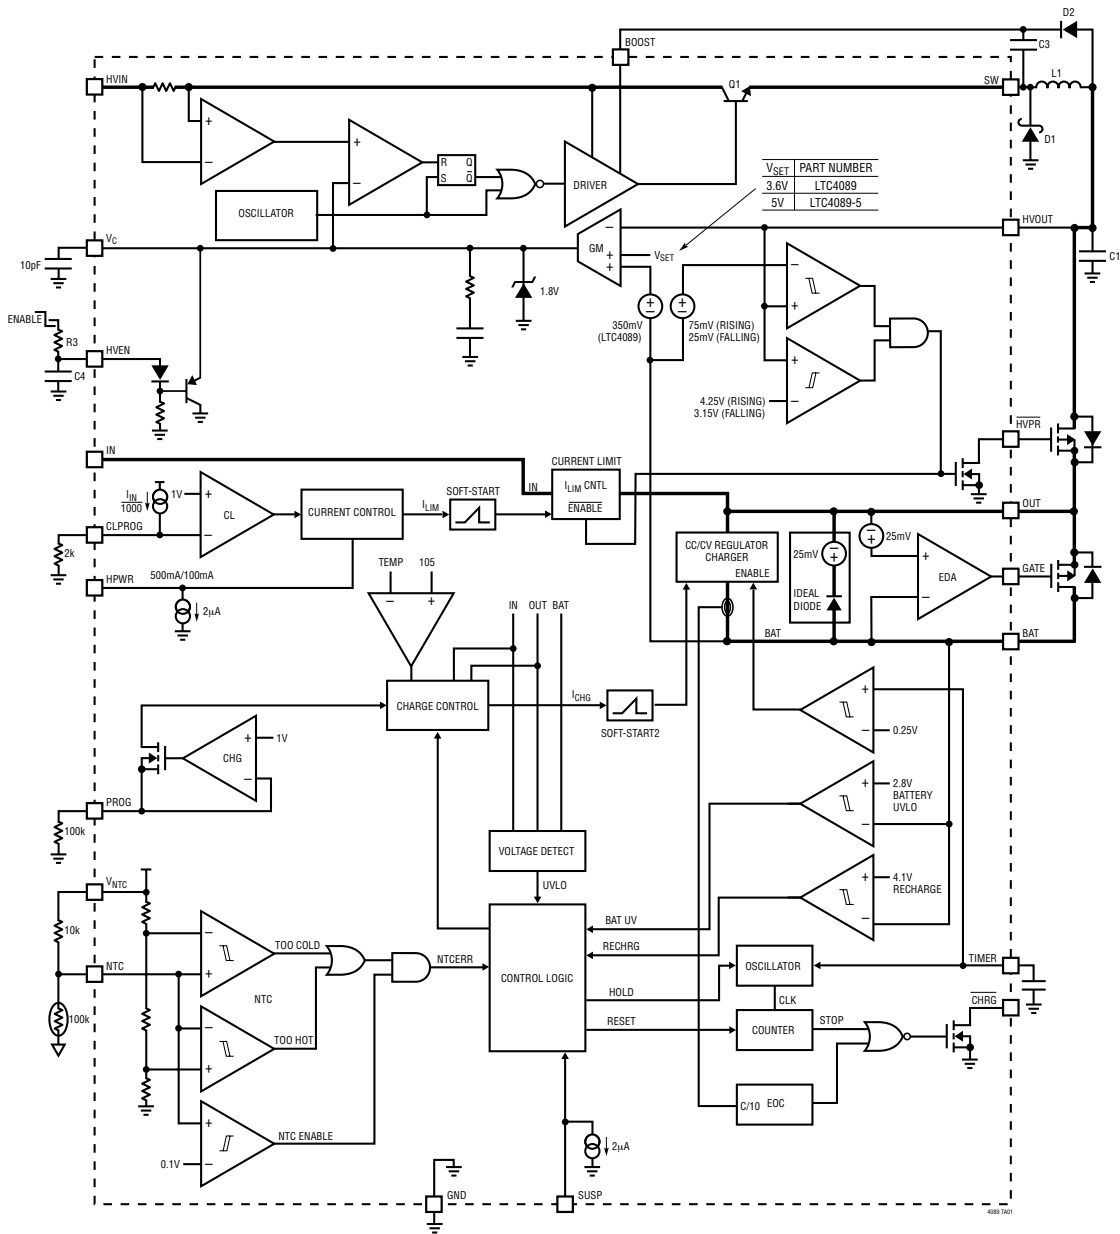 D2
BOOST
C3
HVIN
Q1
SW
L1
D1
+
–
+
–
R Q
S Q̅
DRIVER
OSCILLATOR
VSET PART NUMBER
3.6V LTC4089
5V LTC4089-5
VC
10pF
GM
–
+
+
VSET
HVOUT
C1
1.8V
350mV
(LTC4089)
+
–
+
–
75mV (RISING)
25mV (FALLING)
–
+
+
–
4.25V (RISING)
3.15V (FALLING)
ENABLE
R3
HVEN
C4
H̅V̅P̅R̅
IN
IIN
1000
1V
+
–
CL
CLPROG
2k
CURRENT CONTROL
ILIM
SOFT-START
CURRENT LIMIT
IN
ILIM CNTL
E̅N̅A̅B̅L̅E̅
OUT
HPWR
500mA/100mA
2µA
TEMP 105
– +
CC/CV REGULATOR
CHARGER
ENABLE
25mV
+
–
IDEAL
DIODE
–
+
25mV
+
–
EDA
GATE
IN OUT BAT
BAT
BAT
CHARGE CONTROL
ICHG
SOFT-START2
+
–
0.25V
CHG
+
–
1V
PROG
100k
+
–
2.8V
BATTERY
UVLO
VOLTAGE DETECT
UVLO
+
–
4.1V
RECHARGE
VNTC
10k
NTC
100k
–
+
TOO COLD
NTC
–
+
TOO HOT
+
–
0.1V
NTC ENABLE
NTCERR
CONTROL LOGIC
BAT UV
RECHRG
HOLD
RESET
OSCILLATOR
TIMER
CLK
C̅H̅R̅G̅
COUNTER
STOP
C/10 EOC
2µA
GND
SUSP
4089 TA01